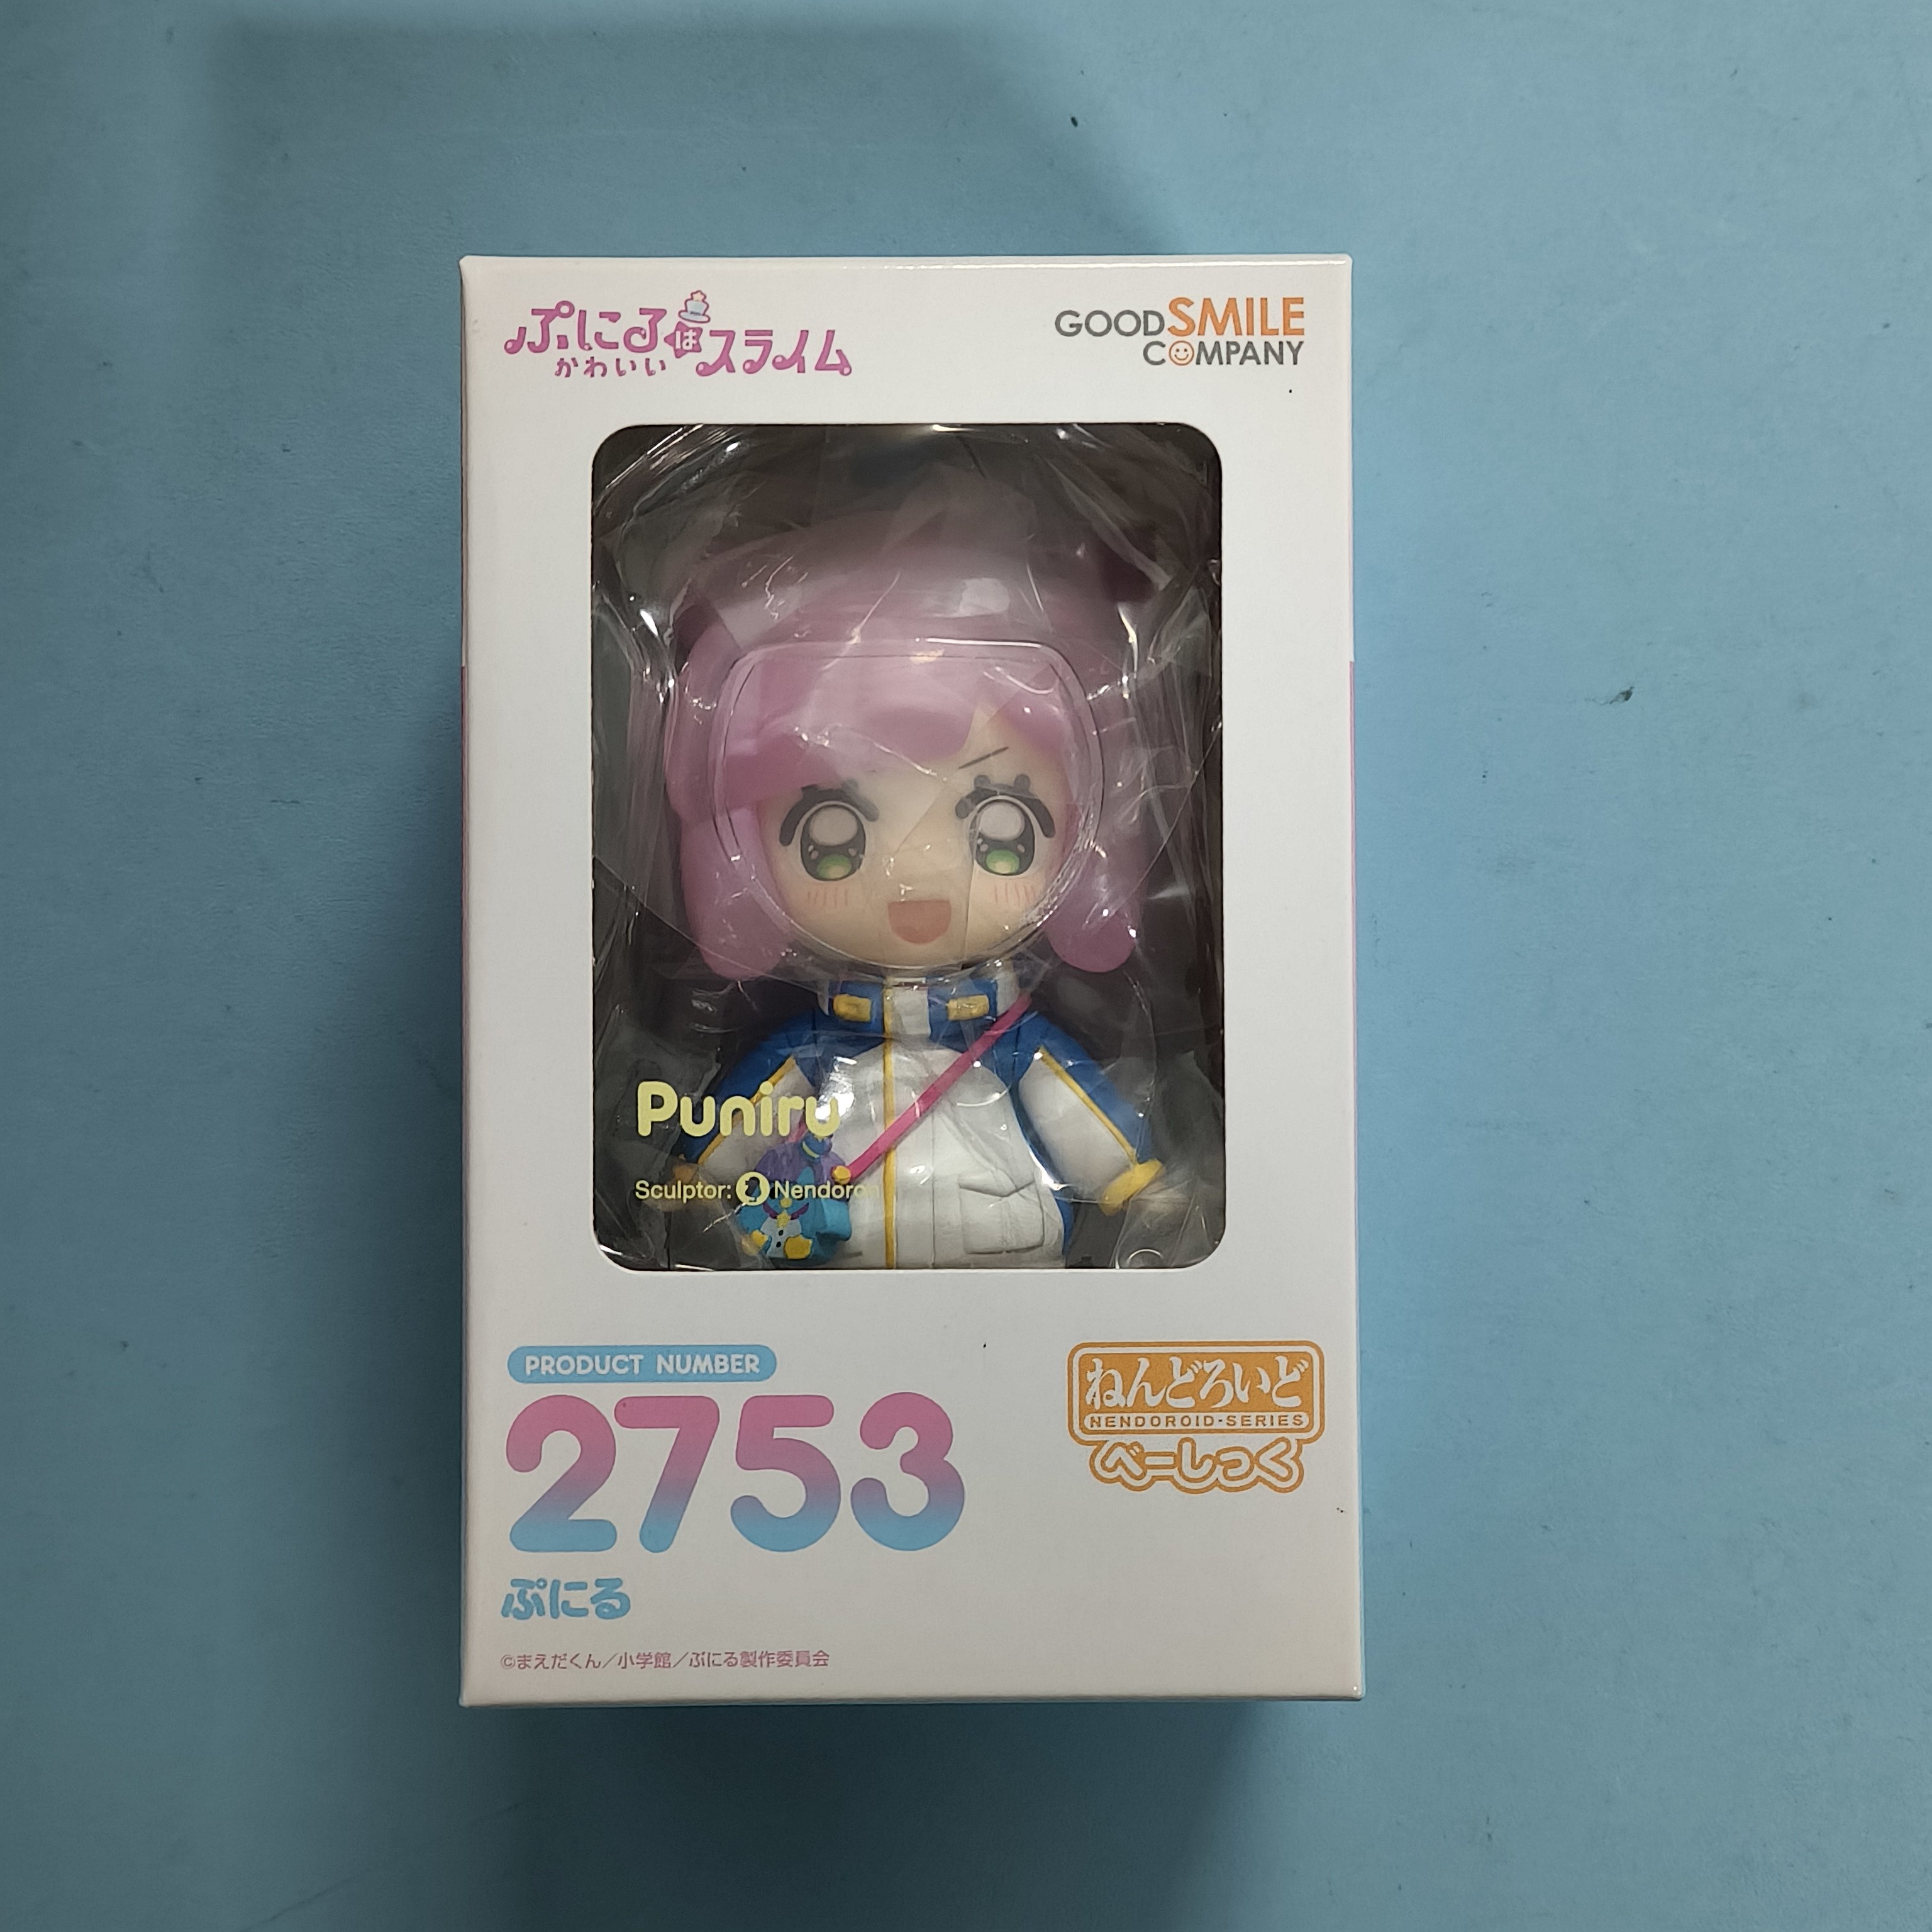 ぷにるはスライム
かわいい
GOOD SMILE
COMPANY
Puniru
Sculptor: Nendoron
PRODUCT NUMBER
2753
ぷにる
ねんどろいど
NENDOROID·SERIES
べーしっく
©まえだくん／小学館／ぷにる製作委員会